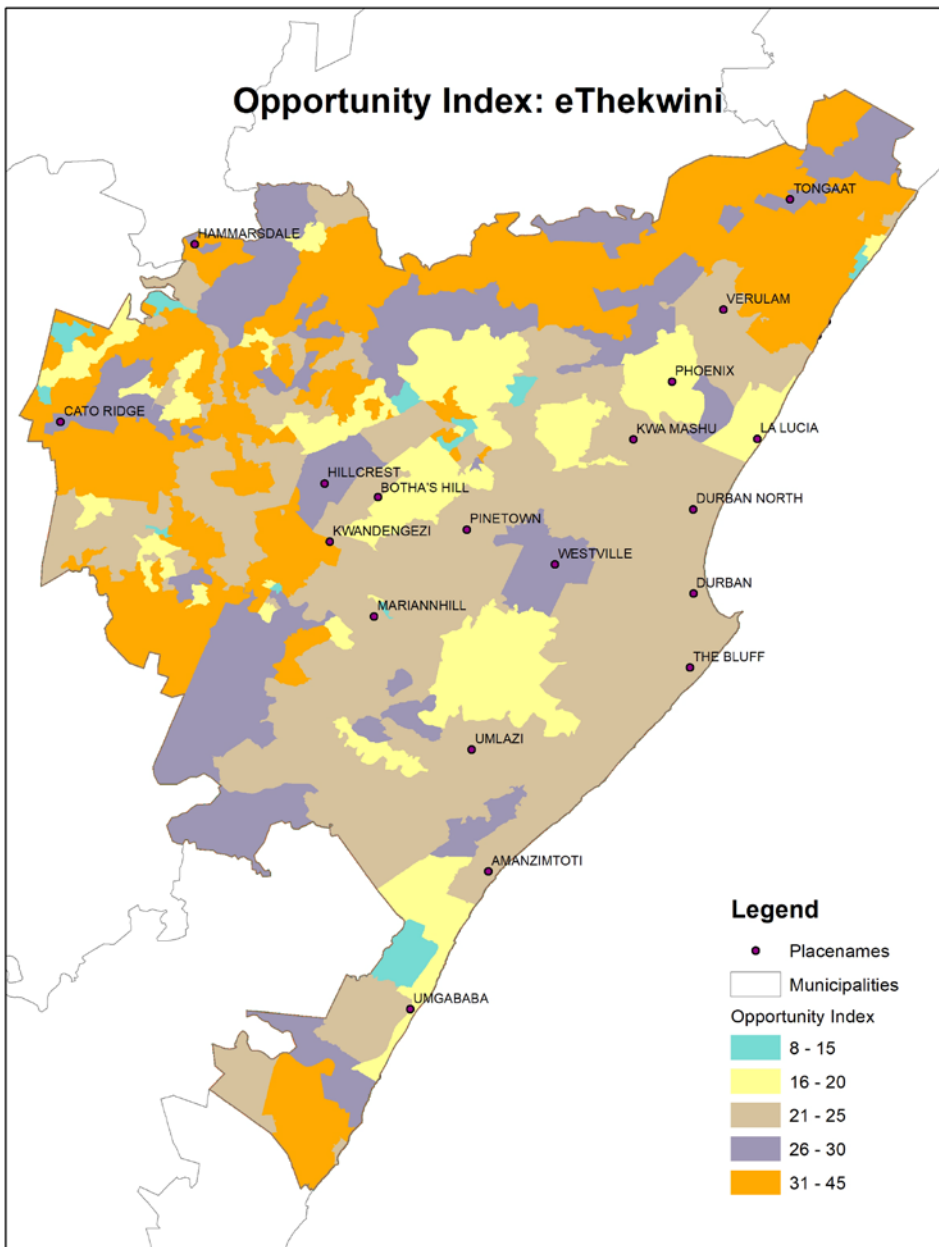 Opportunity Index: eThekwini
TONGAAT
HAMMARSDALE
VERULAM
PHOENIX
CATO RIDGE
KWA MASHU
LA LUCIA
HILLCREST
BOTHA'S HILL
DURBAN NORTH
PINETOWN
KWANDENGEZI
WESTVILLE
DURBAN
MARIANNHILL
THE BLUFF
UMLAZI
AMANZIMTOTI
UMGABABA
Legend
Placenames
Municipalities
Opportunity Index
8 - 15
16 - 20
21 - 25
26 - 30
31 - 45